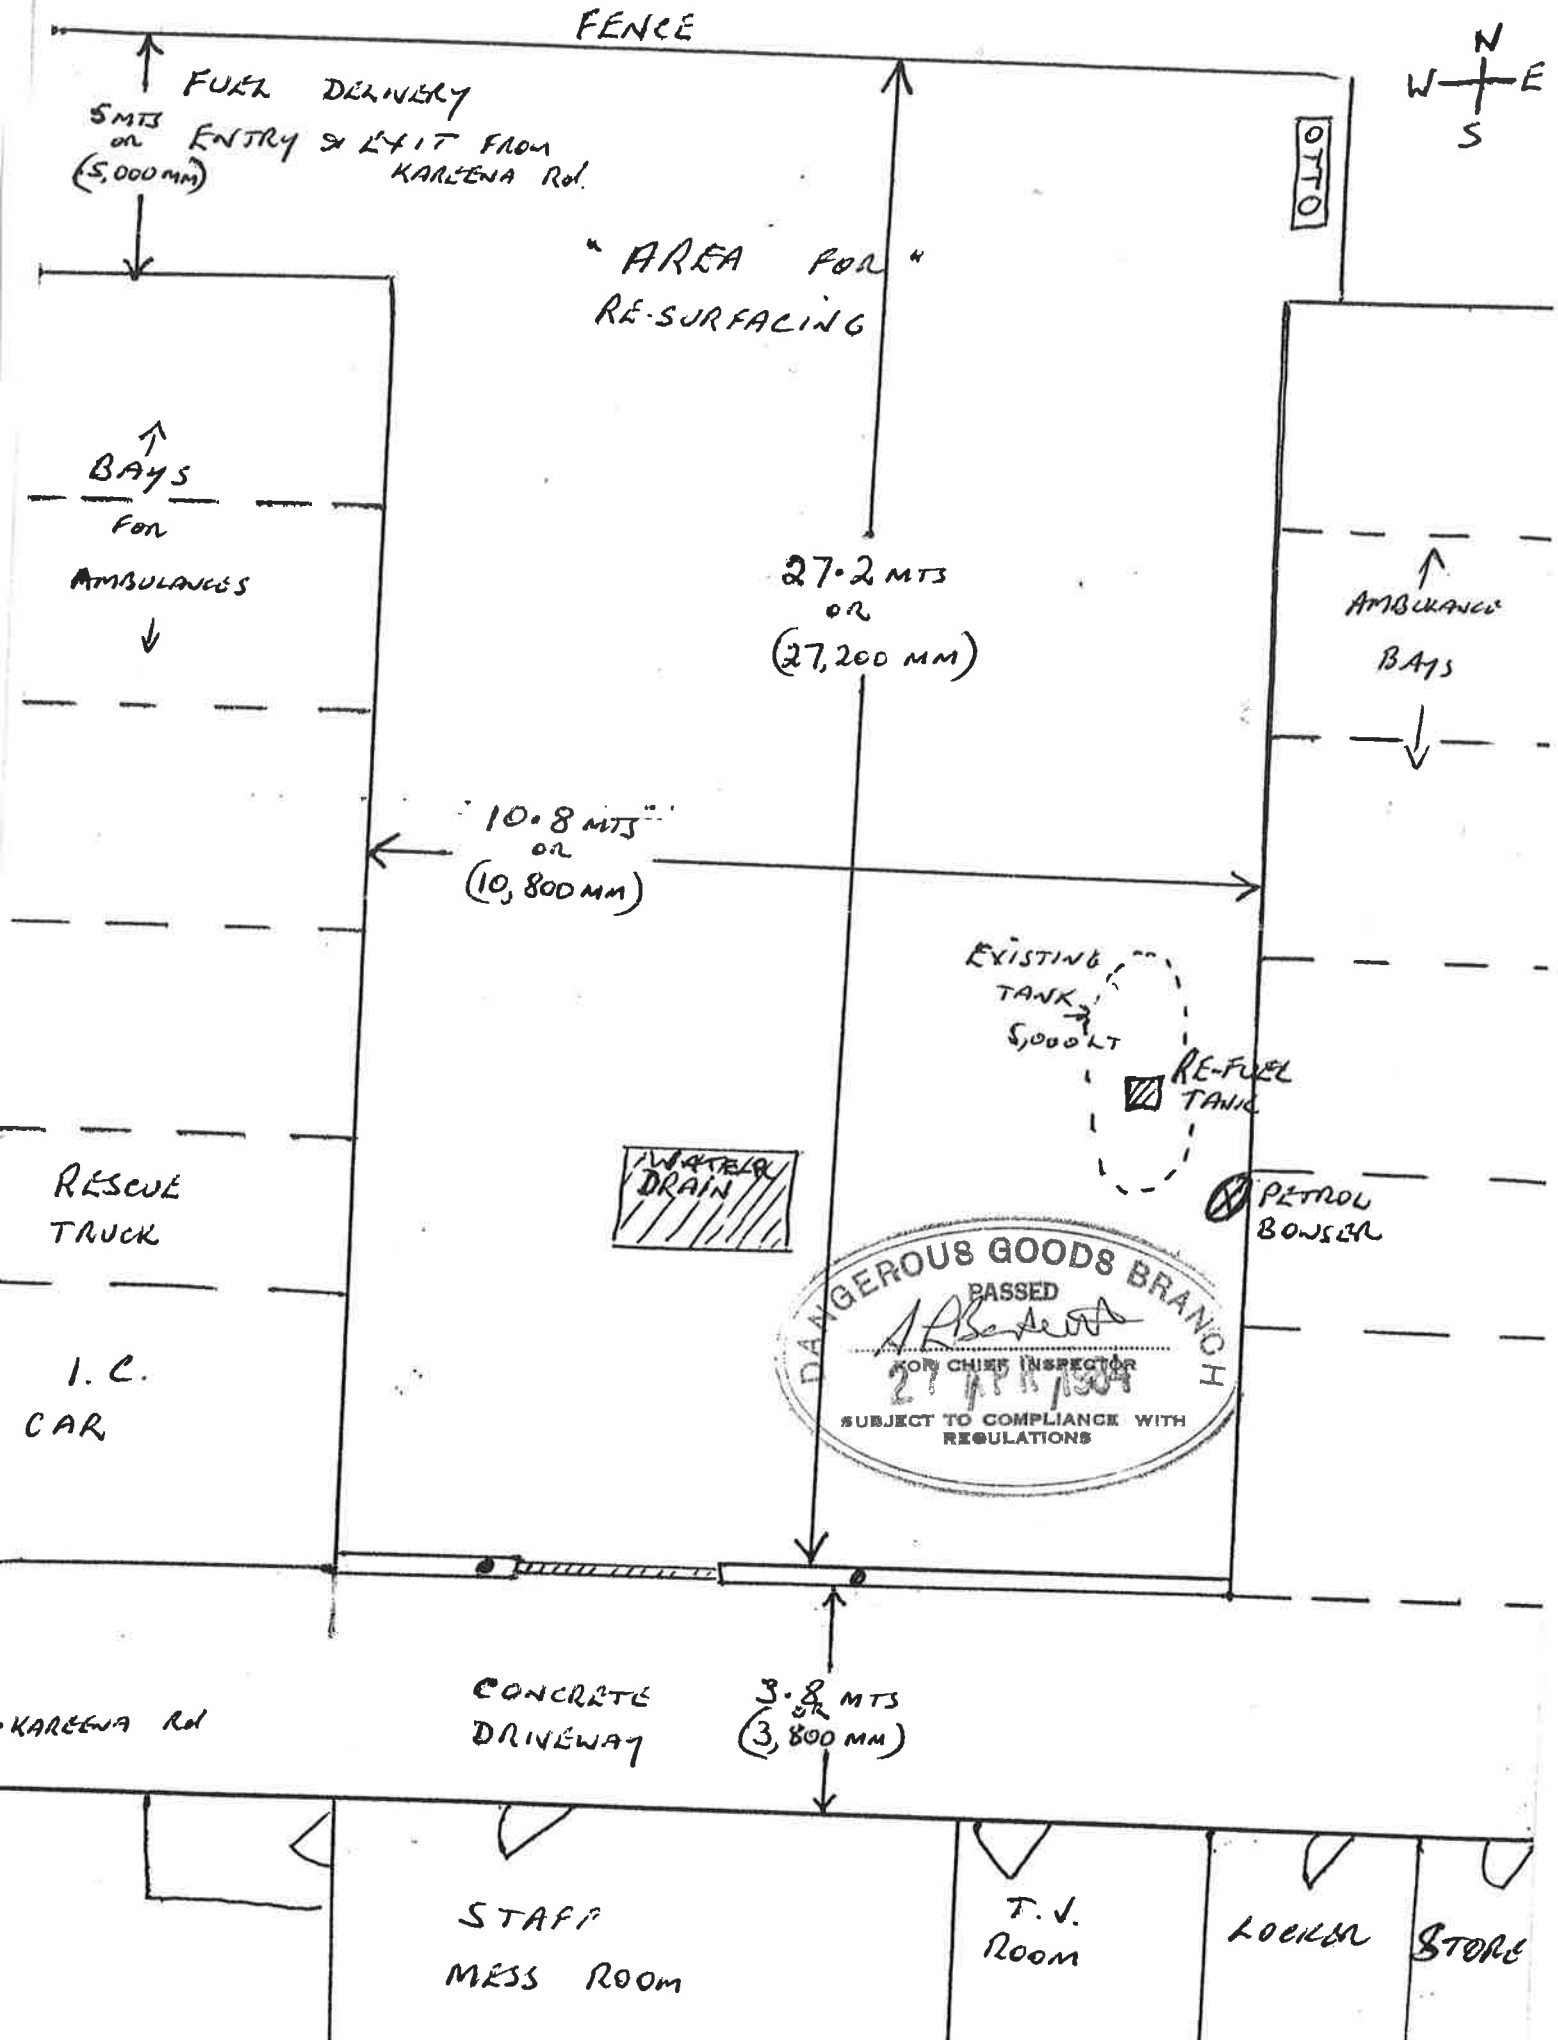 FENCE
N
W E
S
FUEL DELIVERY
ENTRY & EXIT FROM
KAREENA Rd.
5 MTS
OR
(5,000 MM)
OTTO
" AREA FOR "
RE-SURFACING
BAYS
FOR
AMBULANCES
27.2 MTS
OR
(27,200 MM)
AMBULANCE
BAYS
10.8 MTS
OR
(10,800 MM)
EXISTING
TANK
5,000 LT
RE-FUEL
TANK
WATER
DRAIN
PETROL
BOWSER
RESCUE
TRUCK
I.C.
CAR
DANGEROUS GOODS BRANCH
PASSED
FOR CHIEF INSPECTOR
SUBJECT TO COMPLIANCE WITH
REGULATIONS
KAREENA Rd
CONCRETE
DRIVEWAY
3.8 MTS
OR
(3,800 MM)
STAFF
MESS ROOM
T.V.
ROOM
LOCKER
STORE